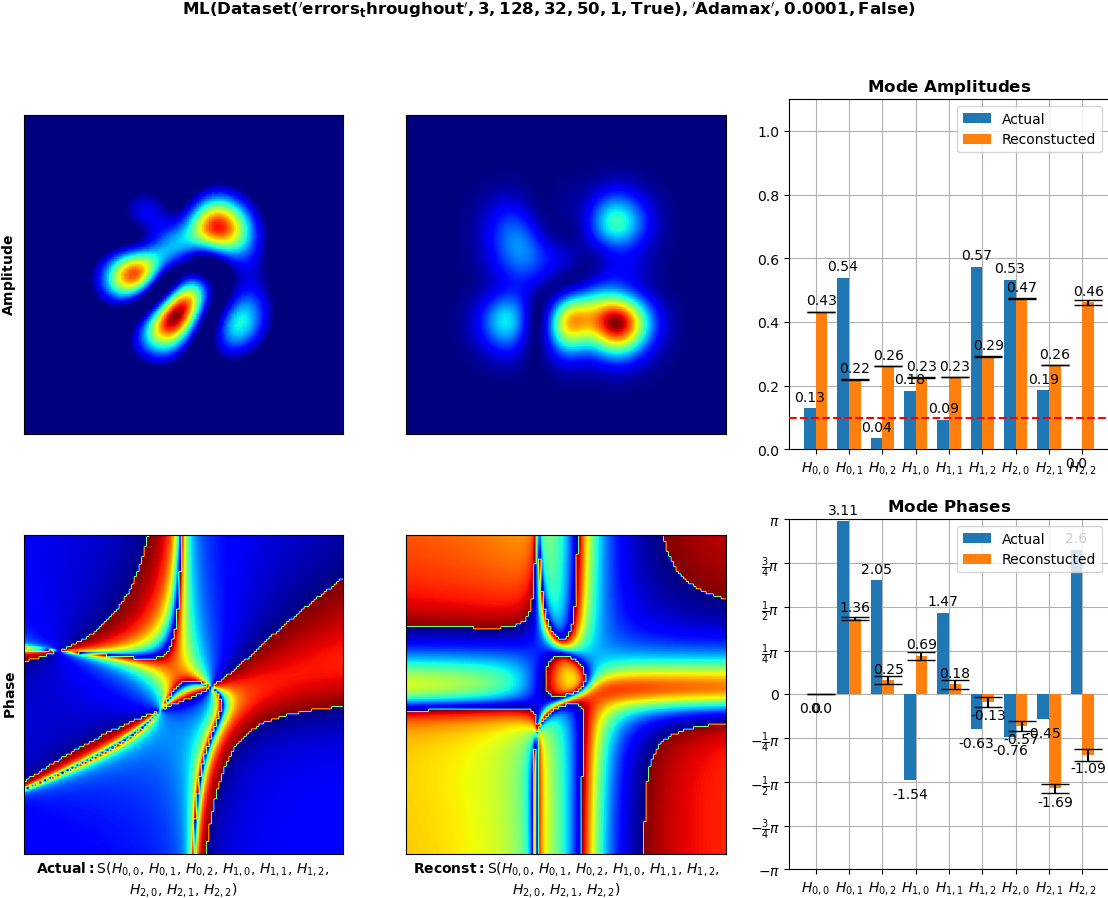 ML(Dataset('errors_throughout', 3, 128, 32, 50, 1, True), 'Adamax', 0.0001, False)
Amplitude
Mode Amplitudes
Actual
Reconstucted
1.0
0.8
0.6
0.4
0.2
0.0
0.13
0.43
0.54
0.22
0.04
0.26
0.18
0.23
0.09
0.23
0.57
0.29
0.53
0.47
0.19
0.26
0.0
0.46
H0,0 H0,1 H0,2 H1,0 H1,1 H1,2 H2,0 H2,1 H2,2
Phase
Actual: S(H0,0, H0,1, H0,2, H1,0, H1,1, H1,2,
H2,0, H2,1, H2,2)
Reconst: S(H0,0, H0,1, H0,2, H1,0, H1,1, H1,2,
H2,0, H2,1, H2,2)
Mode Phases
Actual
Reconstucted
π
3/4π
1/2π
1/4π
0
−1/4π
−1/2π
−3/4π
−π
0.0
0.0
3.11
1.36
2.05
0.25
-1.54
0.69
1.47
0.18
-0.63
-0.13
-0.76
-0.57
-0.45
-1.69
2.6
-1.09
H0,0 H0,1 H0,2 H1,0 H1,1 H1,2 H2,0 H2,1 H2,2